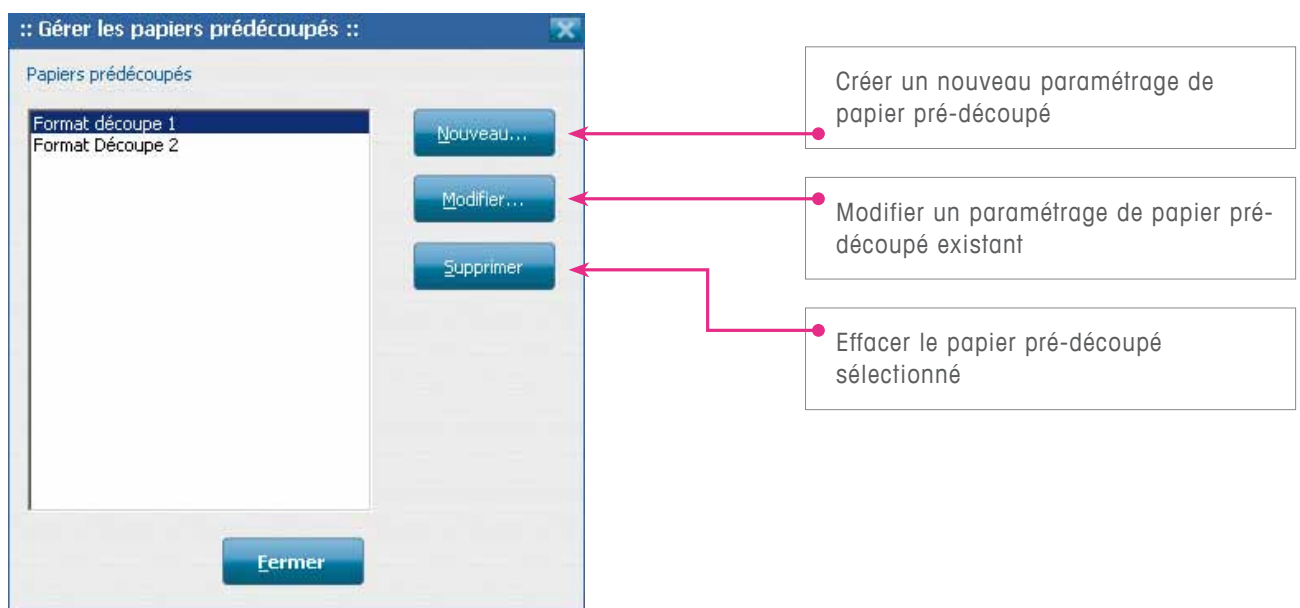 :: Gérer les papiers prédécoupés ::
Papiers prédécoupés
Format découpe 1
Format Découpe 2
Nouveau...
Modifier...
Supprimer
Fermer
Créer un nouveau paramétrage de
papier pré-découpé
Modifier un paramétrage de papier pré-
découpé existant
Effacer le papier pré-découpé
sélectionné